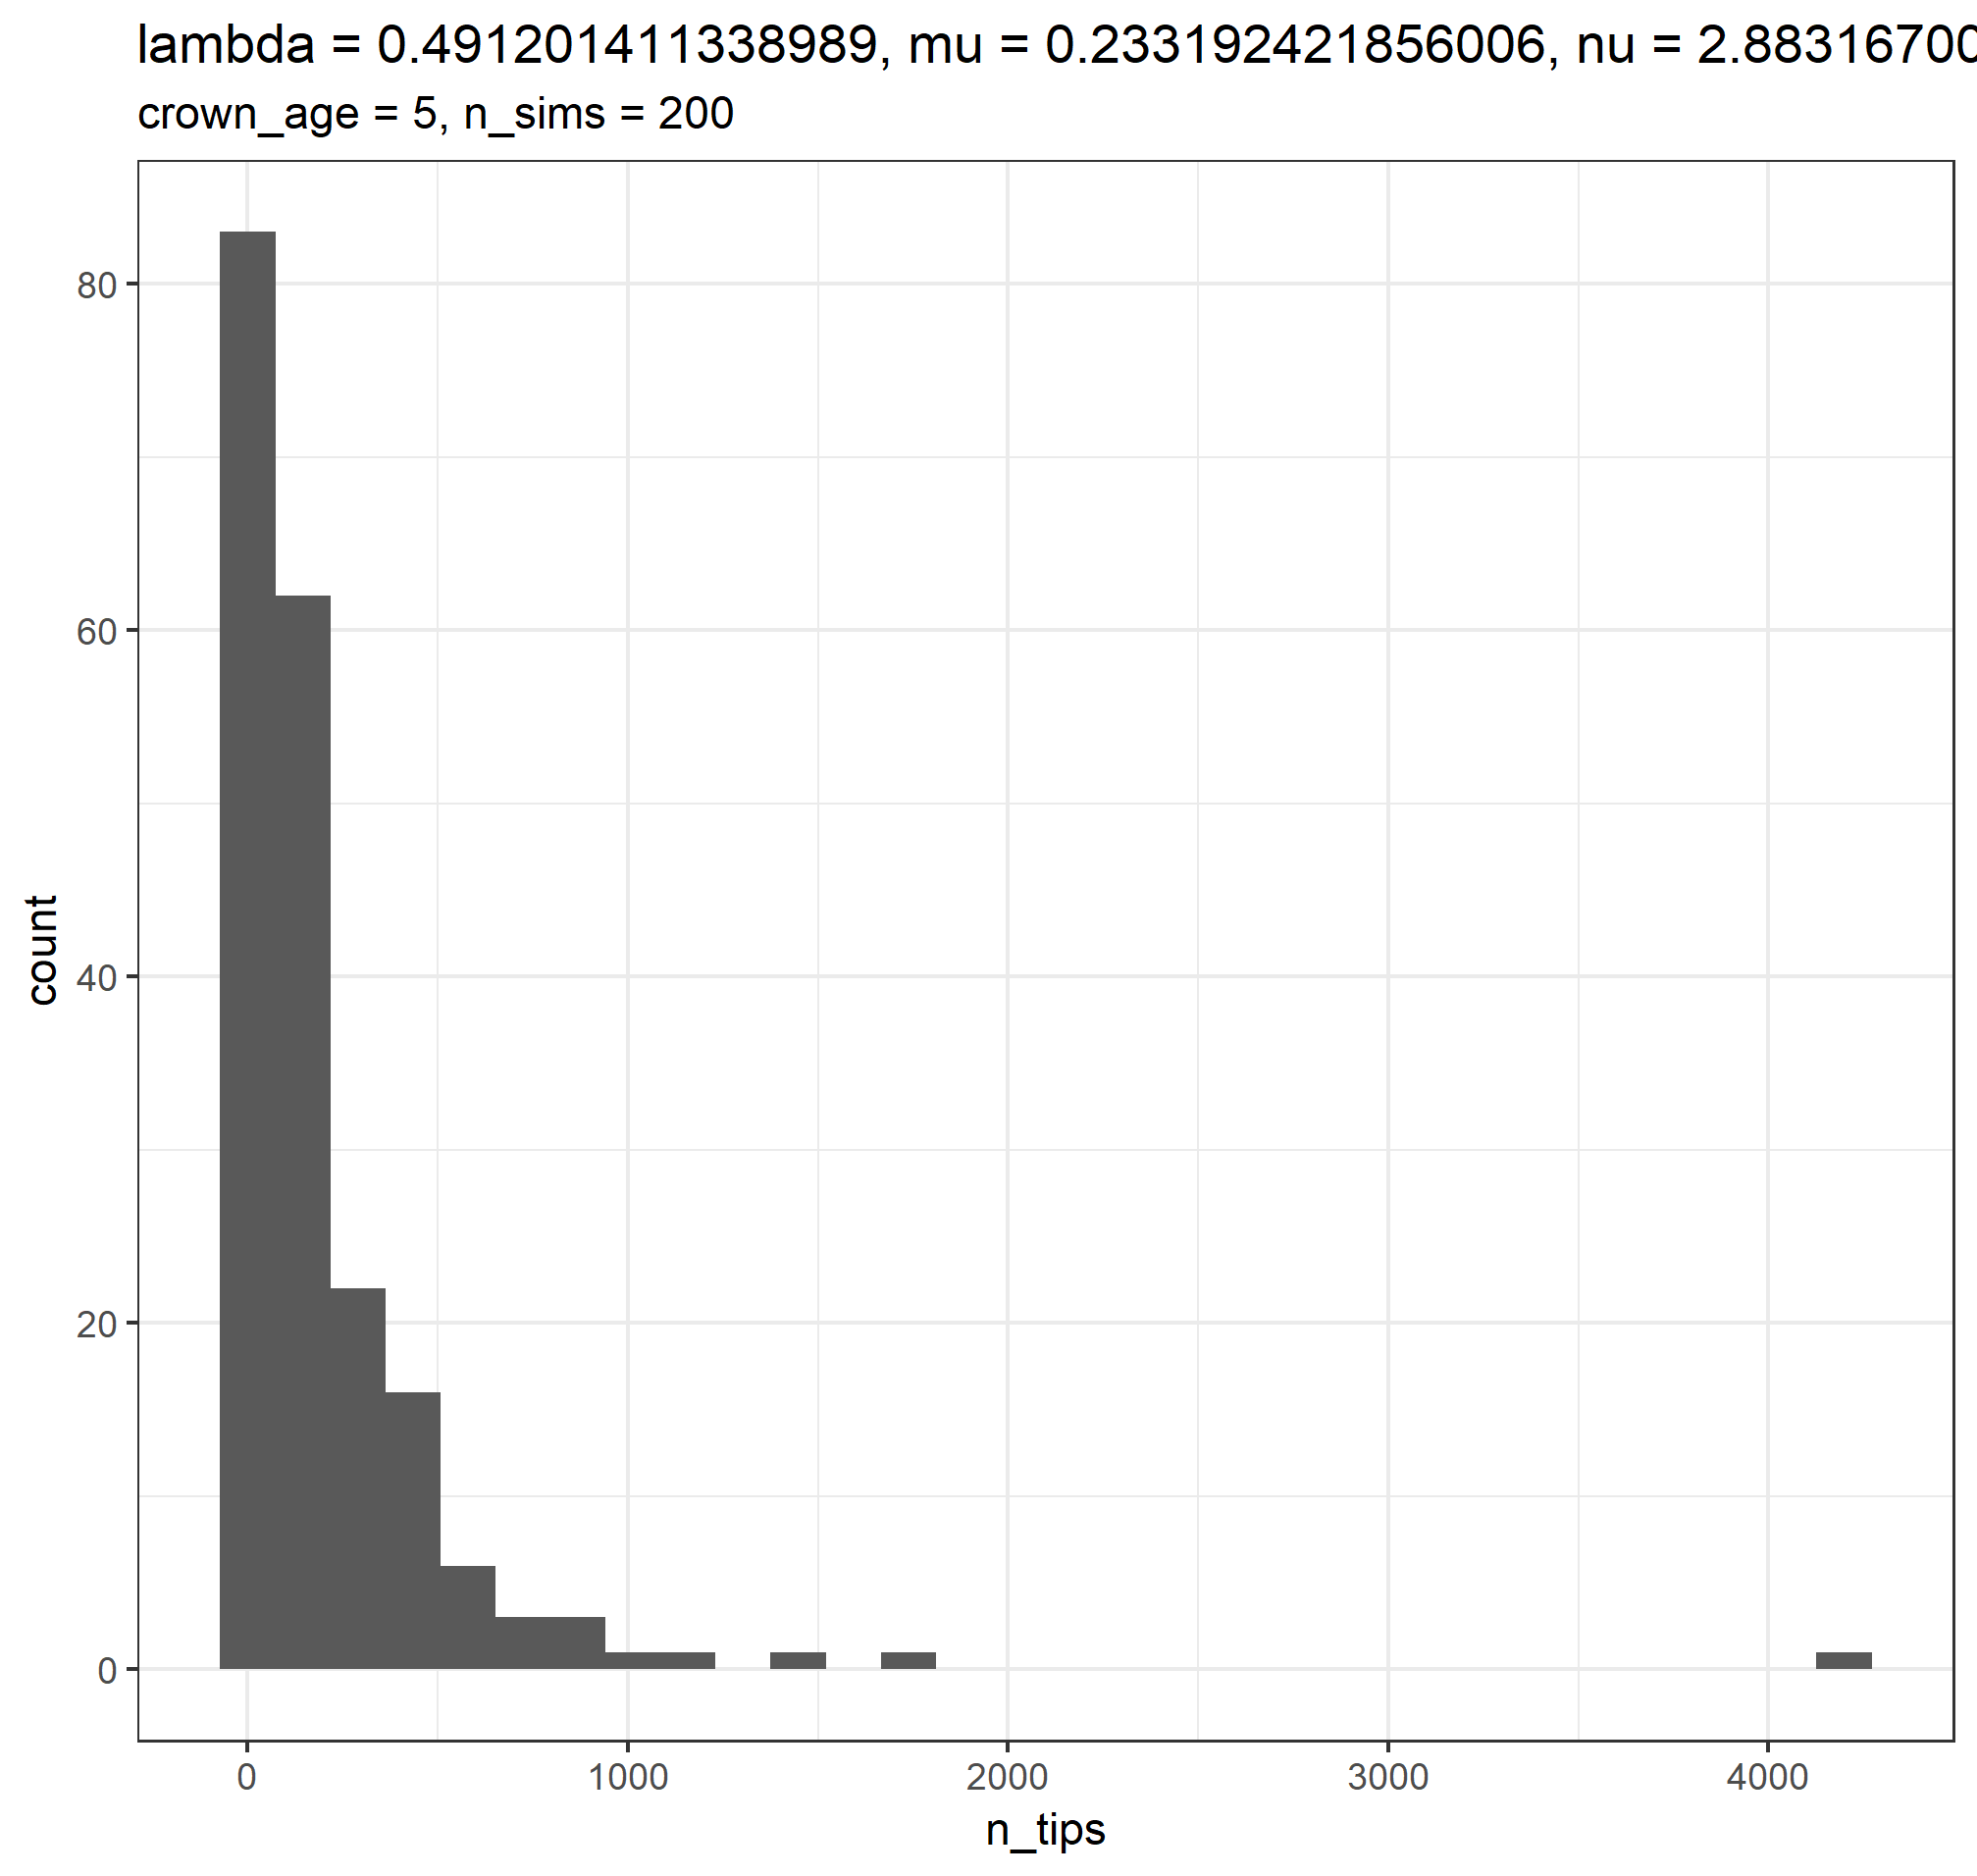 lambda = 0.491201411338989, mu = 0.233192421856006, nu = 2.8831670
crown_age = 5, n_sims = 200
80
60
40
20
0
count
0 1000 2000 3000 4000
n_tips